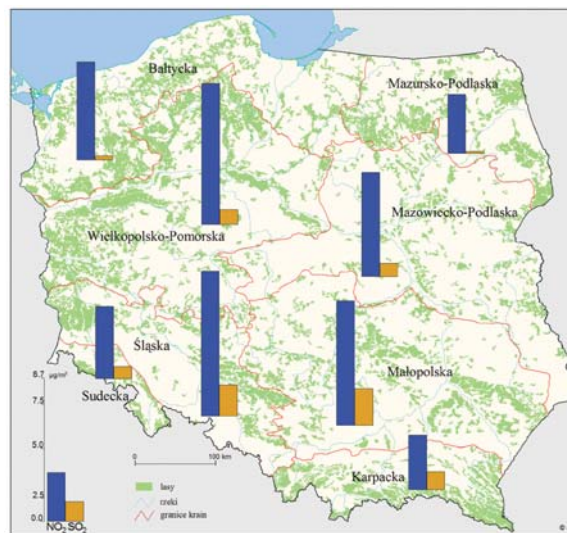 Bałtycka
Mazursko-Podlaska
Mazowiecko-Podlaska
Wielkopolsko-Pomorska
Śląska
Małopolska
Sudecka
Karpacka
8.7 µg/m³
7.5
5.0
2.5
0.0
NO₂ SO₂
0 100 km
lasy
rzeki
granice krain
©